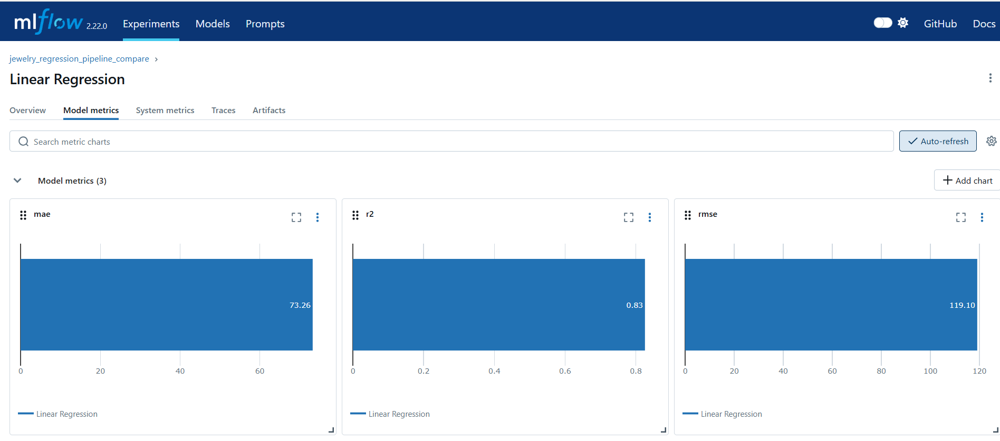 mlflow 2.22.0 Experiments Models Prompts GitHub Docs
jewelry_regression_pipeline_compare
Linear Regression
Overview Model metrics System metrics Traces Artifacts
Search metric charts Auto-refresh
Model metrics (3) Add chart
mae
73.26
0 20 40 60
Linear Regression
r2
0.83
0 0.2 0.4 0.6 0.8
Linear Regression
rmse
119.10
0 20 40 60 80 100 120
Linear Regression